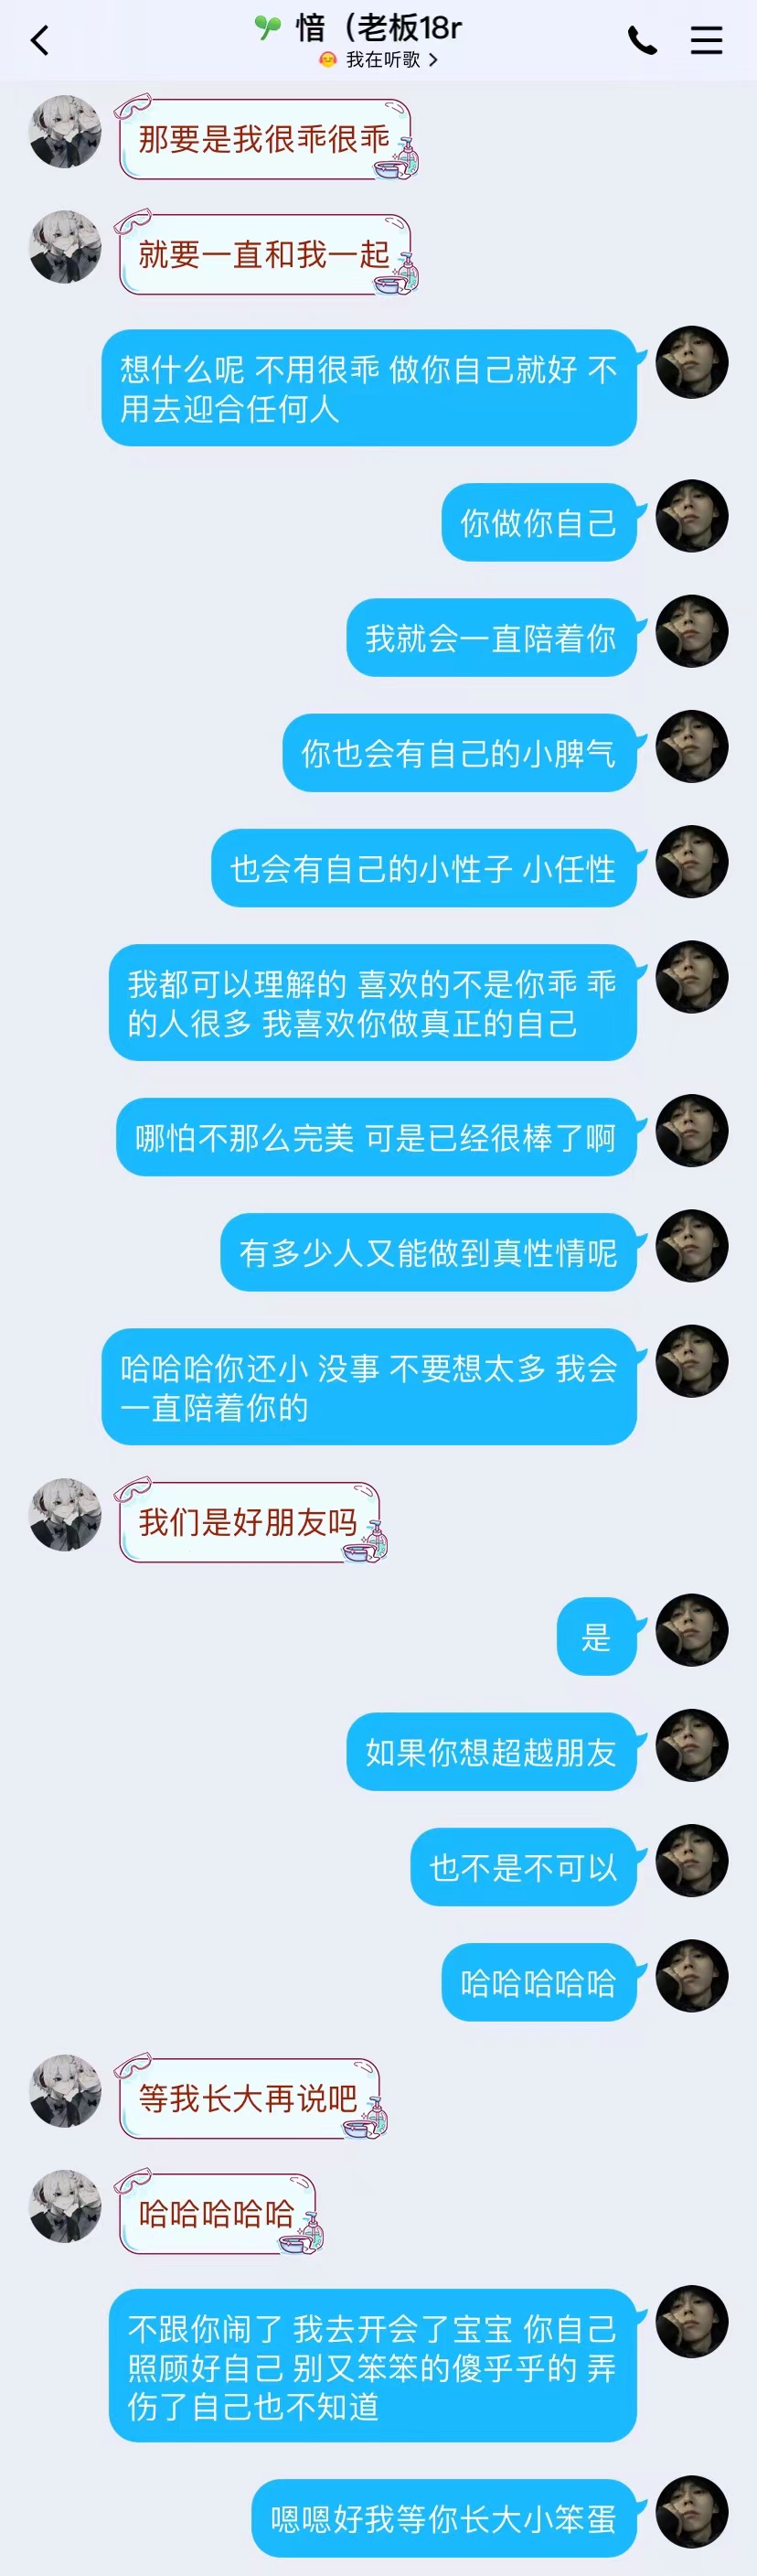 愔（老板18r
我在听歌
那要是我很乖很乖
就要一直和我一起
想什么呢 不用很乖 做你自己就好 不
用去迎合任何人
你做你自己
我就会一直陪着你
你也会有自己的小脾气
也会有自己的小性子 小任性
我都可以理解的 喜欢的不是你乖 乖
的人很多 我喜欢你做真正的自己
哪怕不那么完美 可是已经很棒了啊
有多少人又能做到真性情呢
哈哈哈你还小 没事 不要想太多 我会
一直陪着你的
我们是好朋友吗
是
如果你想超越朋友
也不是不可以
哈哈哈哈哈
等我长大再说吧
哈哈哈哈哈
不跟你闹了 我去开会了宝宝 你自己
照顾好自己 别又笨笨的傻乎乎的 弄
伤了自己也不知道
嗯嗯好我等你长大小笨蛋